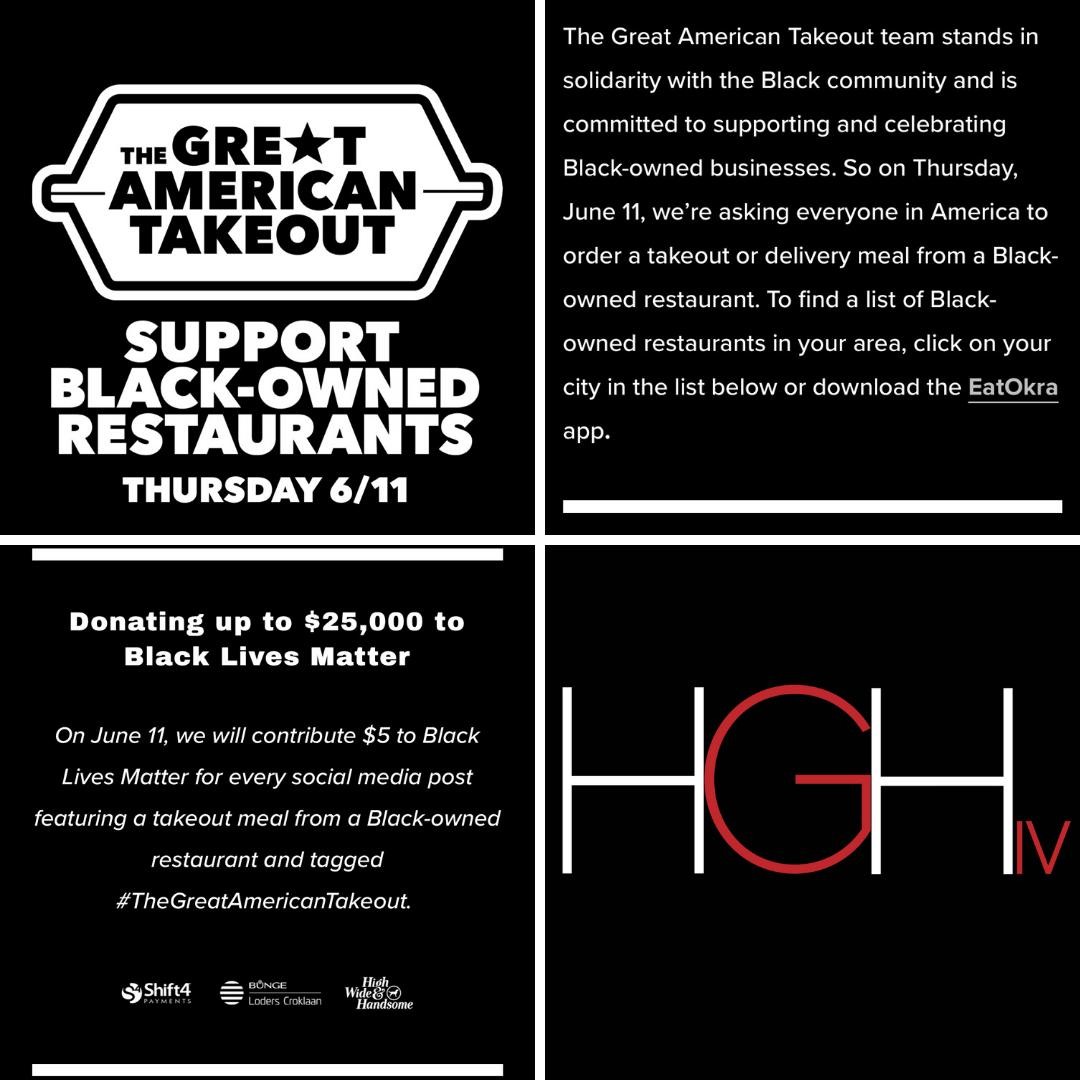 THE GRE★T
AMERICAN
TAKEOUT
SUPPORT
BLACK-OWNED
RESTAURANTS
THURSDAY 6/11
The Great American Takeout team stands in
solidarity with the Black community and is
committed to supporting and celebrating
Black-owned businesses. So on Thursday,
June 11, we’re asking everyone in America to
order a takeout or delivery meal from a Black-
owned restaurant. To find a list of Black-
owned restaurants in your area, click on your
city in the list below or download the EatOkra
app.
Donating up to $25,000 to
Black Lives Matter
On June 11, we will contribute $5 to Black
Lives Matter for every social media post
featuring a takeout meal from a Black-owned
restaurant and tagged
#TheGreatAmericanTakeout.
Shift4
PAYMENTS
BŪNGE
Loders Croklaan
High
Wide &
Handsome
HGH IV